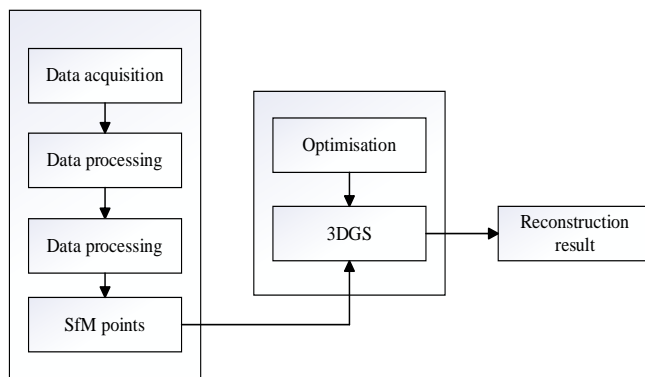 Data acquisition
Data processing
Data processing
SfM points
Optimisation
3DGS
Reconstruction
result